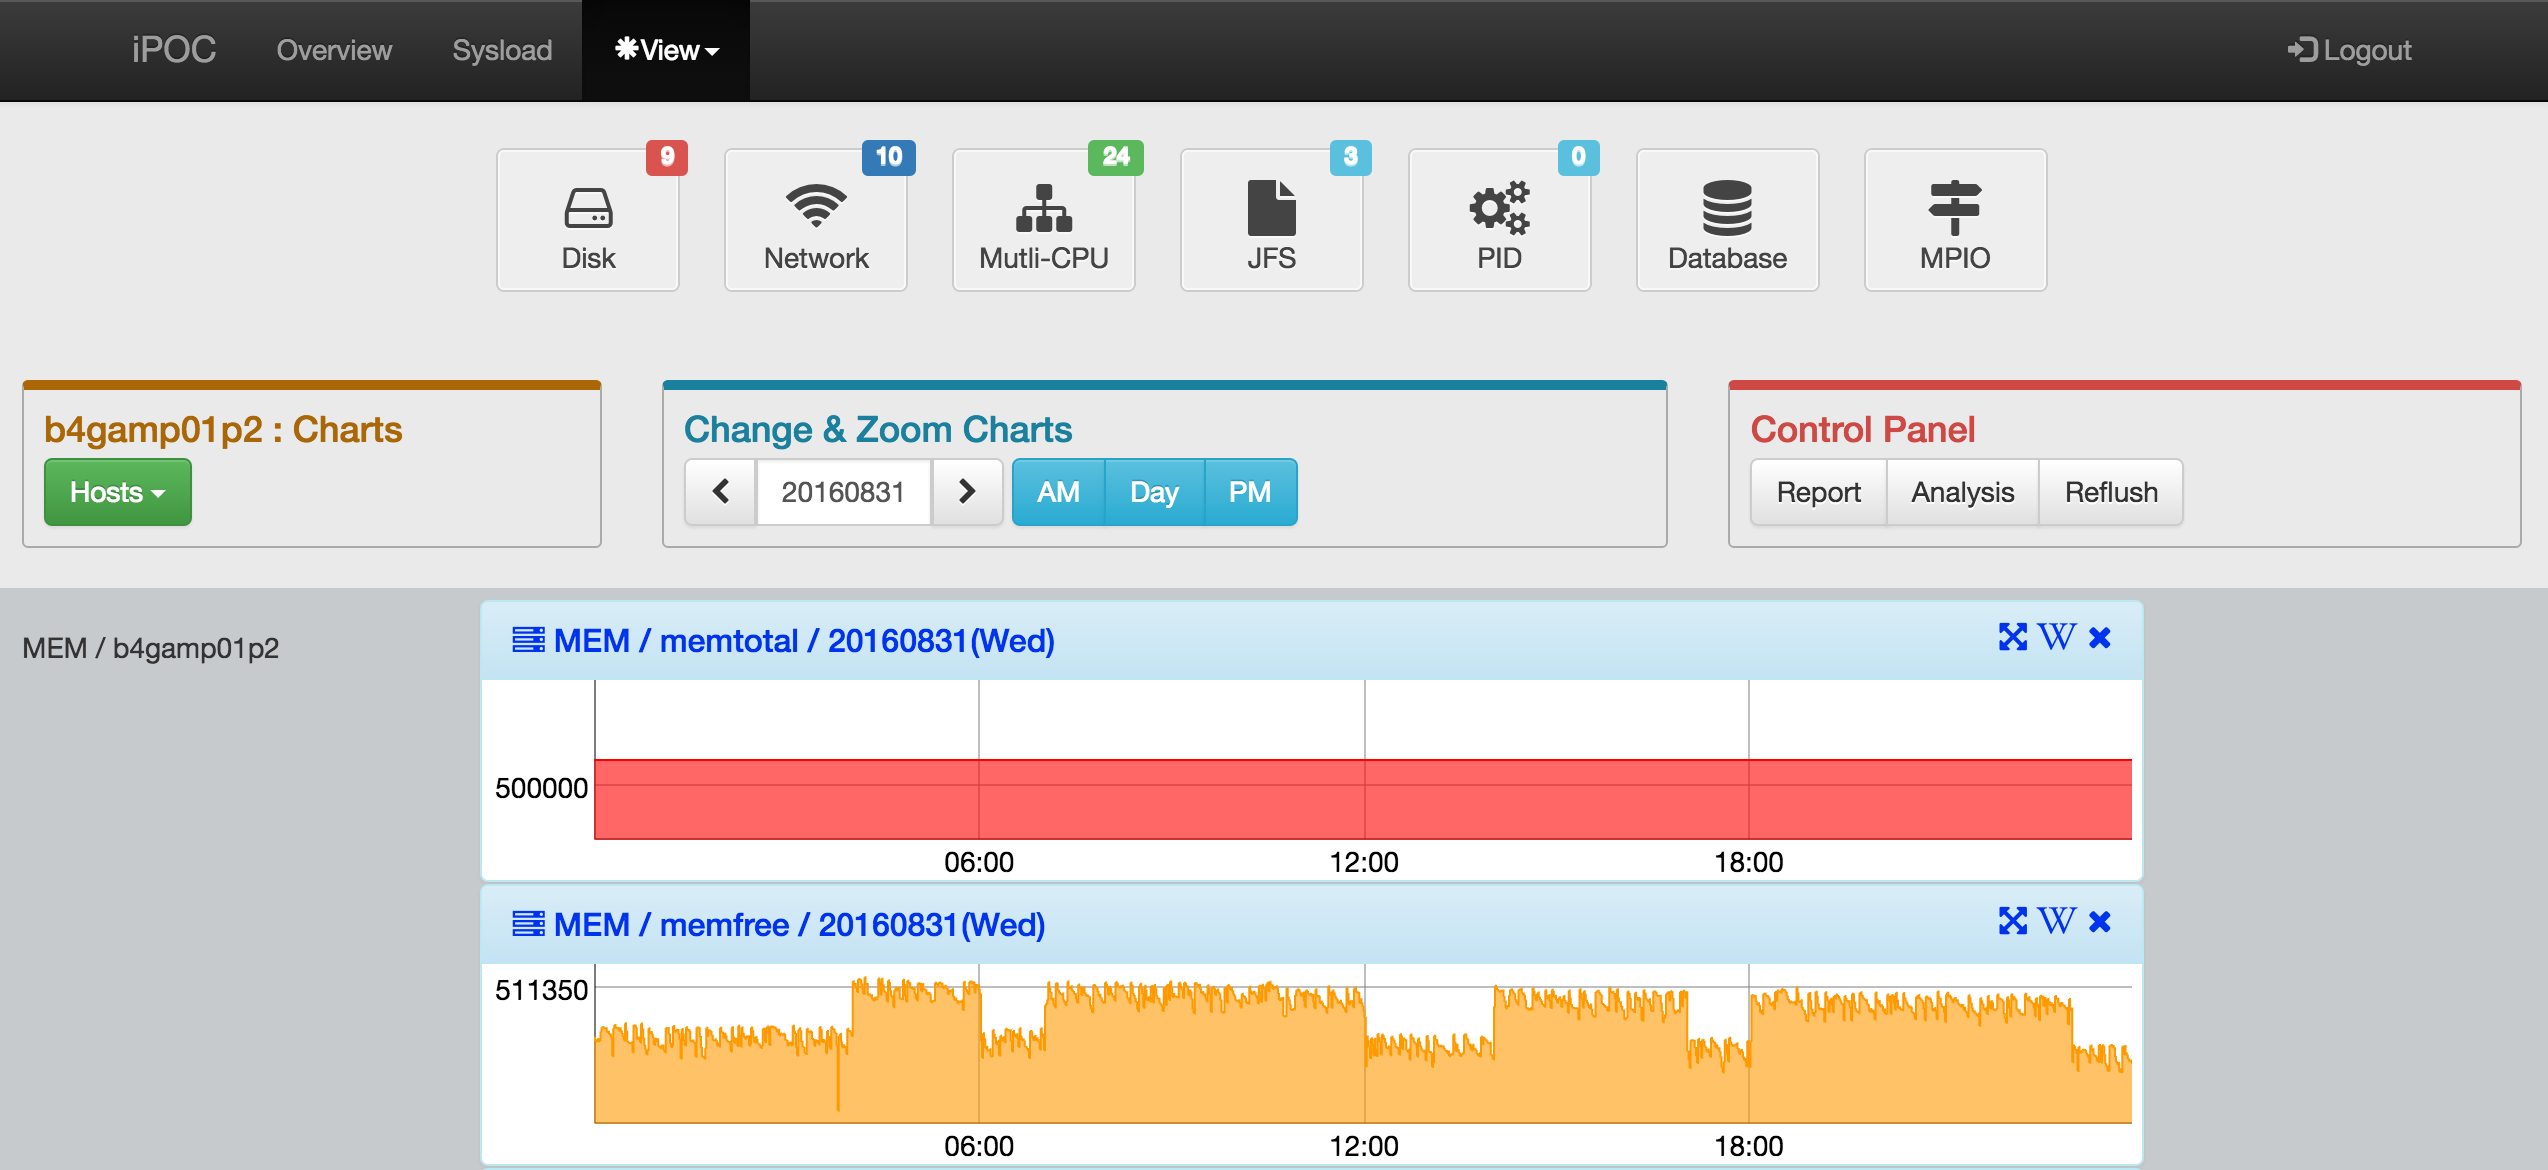 iPOC Overview Sysload View Logout
9 10 24 3 0
Disk Network Mutli-CPU JFS PID Database MPIO
b4gamp01p2 : Charts
Hosts
Change & Zoom Charts
20160831 AM Day PM
Control Panel
Report Analysis Reflush
MEM / b4gamp01p2
MEM / memtotal / 20160831(Wed) W
500000
06:00 12:00 18:00
MEM / memfree / 20160831(Wed) W
511350
06:00 12:00 18:00